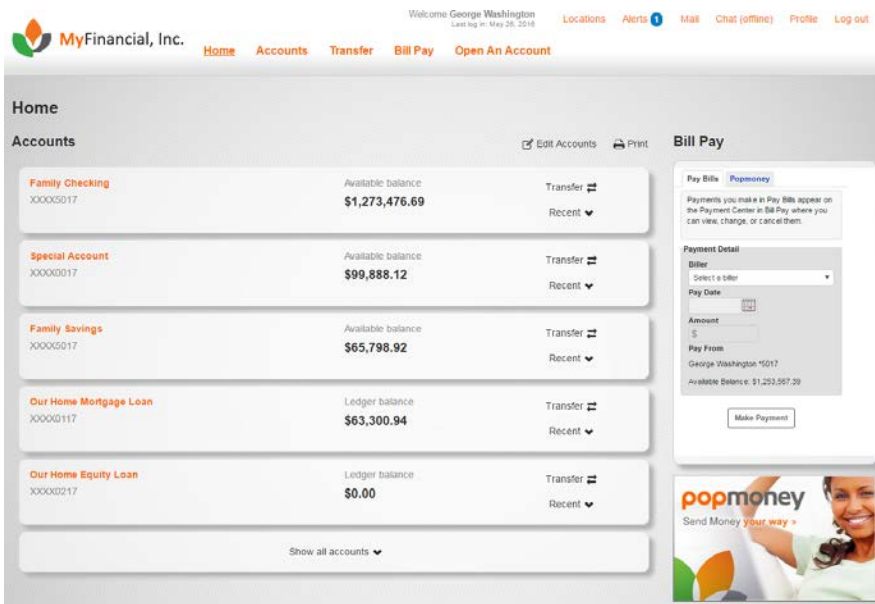 Welcome George Washington
Last log in: May 26, 2016
Locations
Alerts 1
Mail
Chat (offline)
Profile
Log out
MyFinancial, Inc.
Home
Accounts
Transfer
Bill Pay
Open An Account
Home
Accounts
Edit Accounts
Print
Family Checking
XXXX5017
Available balance
$1,273,476.69
Transfer
Recent
Special Account
XXXX0017
Available balance
$99,888.12
Transfer
Recent
Family Savings
XXXX5017
Available balance
$65,798.92
Transfer
Recent
Our Home Mortgage Loan
XXXX0117
Ledger balance
$63,300.94
Transfer
Recent
Our Home Equity Loan
XXXX0217
Ledger balance
$0.00
Transfer
Recent
Show all accounts
Bill Pay
Pay Bills
Popmoney
Payments you make in Pay Bills appear on
the Payment Center in Bill Pay where you
can view, change, or cancel them.
Payment Detail
Biller
Select a biller
Pay Date
Amount
$
Pay From
George Washington *5017
Available Balance: $1,253,567.39
Make Payment
popmoney
Send Money your way »